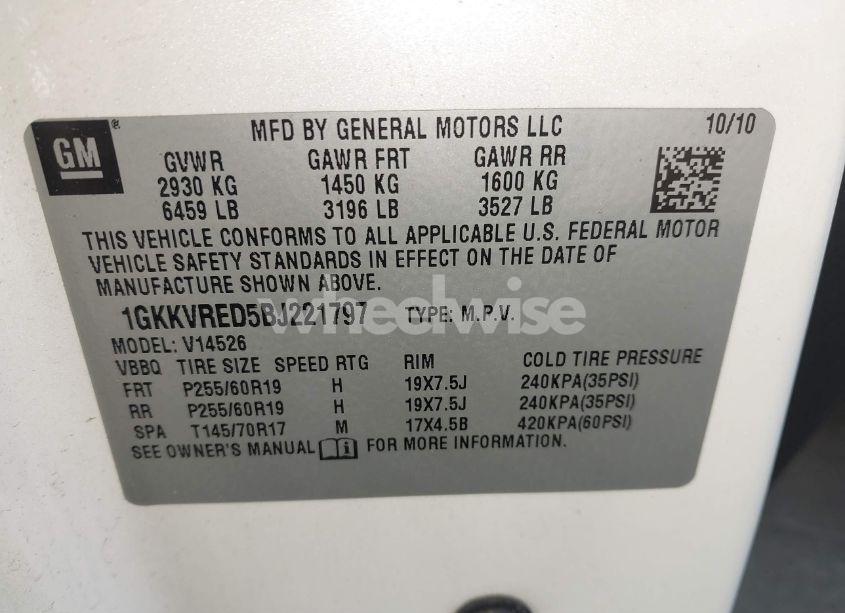 GM
MFD BY GENERAL MOTORS LLC 10/10
GVWR GAWR FRT GAWR RR
2930 KG 1450 KG 1600 KG
6459 LB 3196 LB 3527 LB
THIS VEHICLE CONFORMS TO ALL APPLICABLE U.S. FEDERAL MOTOR
VEHICLE SAFETY STANDARDS IN EFFECT ON THE DATE OF
MANUFACTURE SHOWN ABOVE.
wheelwise
1GKKVRED5BJ221797 TYPE: M.P.V.
MODEL: V14526
VBBQ TIRE SIZE SPEED RTG RIM COLD TIRE PRESSURE
FRT P255/60R19 H 19X7.5J 240KPA(35PSI)
RR P255/60R19 H 19X7.5J 240KPA(35PSI)
SPA T145/70R17 M 17X4.5B 420KPA(60PSI)
SEE OWNER'S MANUAL FOR MORE INFORMATION.